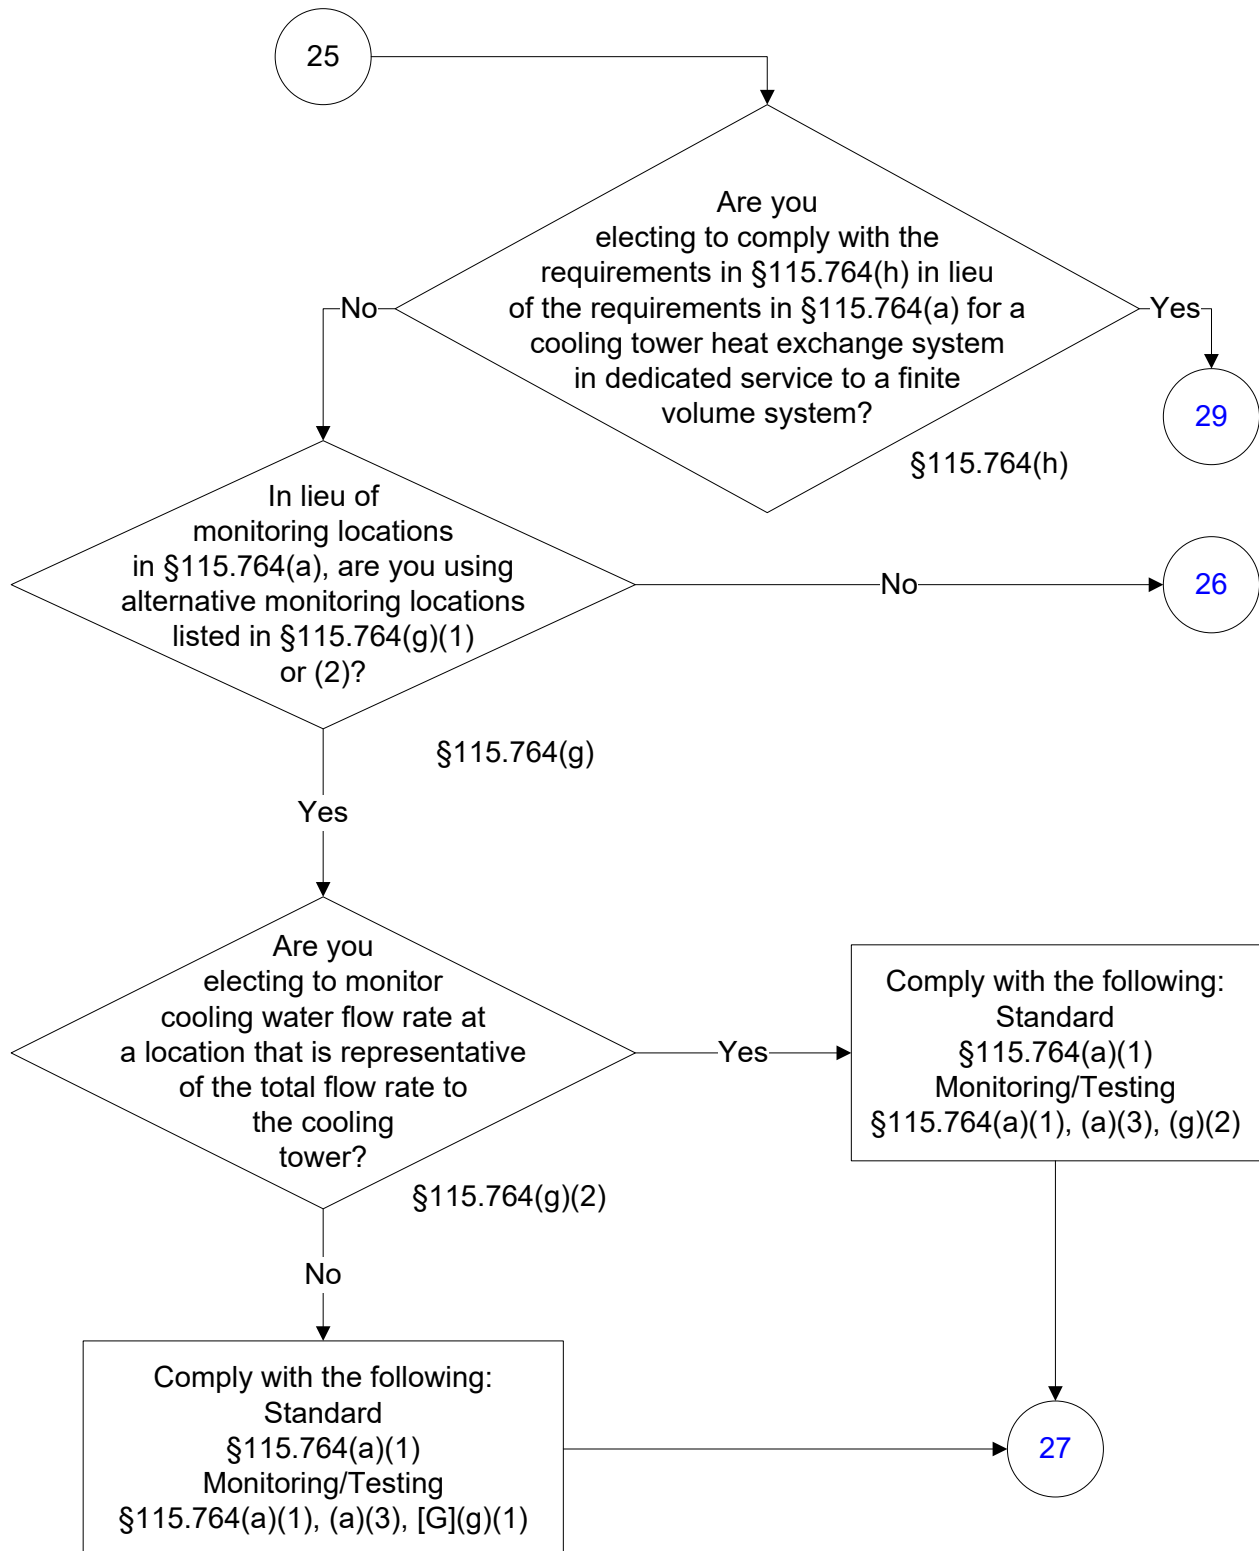 25
Are you
electing to comply with the
requirements in §115.764(h) in lieu
of the requirements in §115.764(a) for a
cooling tower heat exchange system
in dedicated service to a finite
volume system?
No
Yes
29
§115.764(h)
In lieu of
monitoring locations
in §115.764(a), are you using
alternative monitoring locations
listed in §115.764(g)(1)
or (2)?
No
26
§115.764(g)
Yes
Are you
electing to monitor
cooling water flow rate at
a location that is representative
of the total flow rate to
the cooling
tower?
Yes
Comply with the following:
Standard
§115.764(a)(1)
Monitoring/Testing
§115.764(a)(1), (a)(3), (g)(2)
§115.764(g)(2)
No
Comply with the following:
Standard
§115.764(a)(1)
Monitoring/Testing
§115.764(a)(1), (a)(3), [G](g)(1)
27